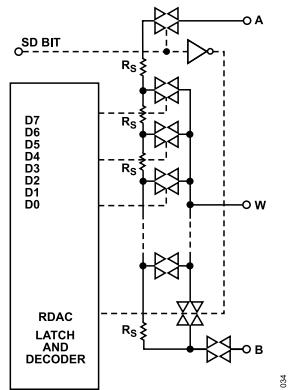 A
SD BIT
RS
D7
D6
D5
D4
D3
D2
D1
D0
RS
RS
W
RDAC
LATCH
AND
DECODER
RS
B
034